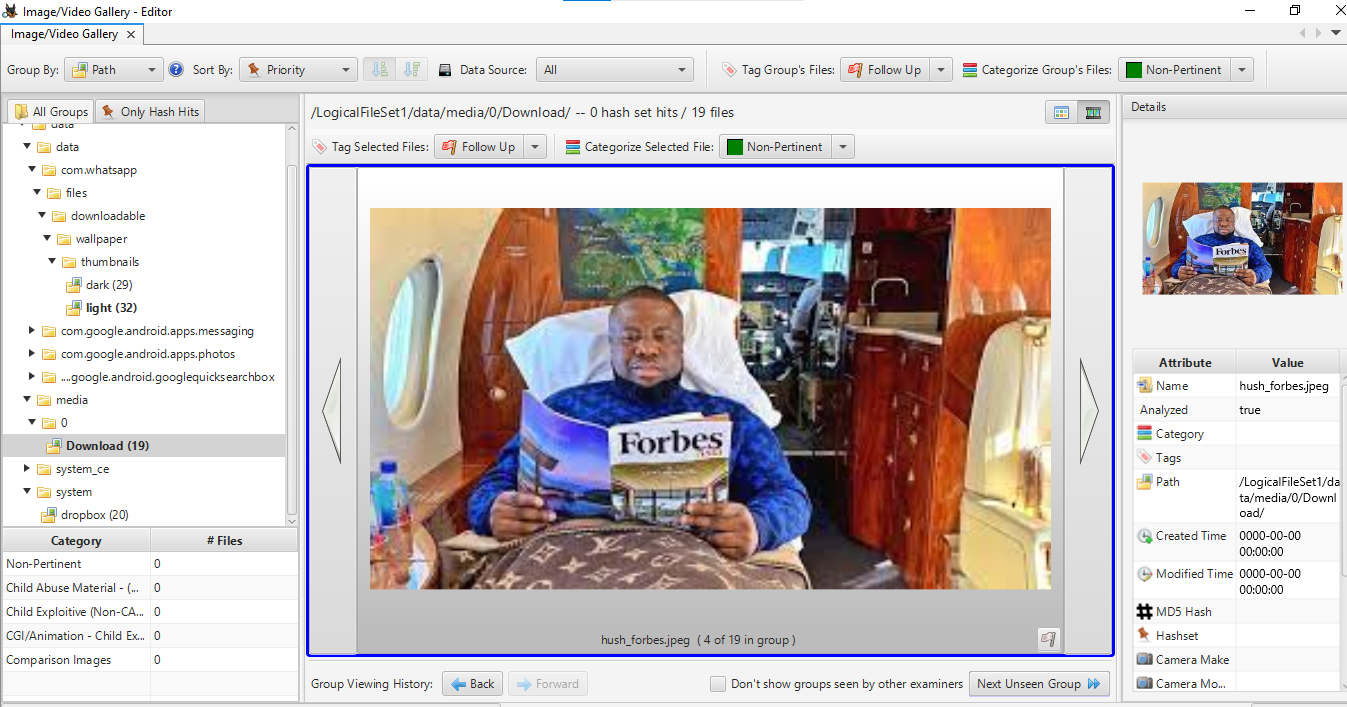 Image/Video Gallery - Editor
Image/Video Gallery
Group By: Path Sort By: Priority Data Source: All Tag Group's Files: Follow Up Categorize Group's Files: Non-Pertinent
All Groups Only Hash Hits
data
data
com.whatsapp
files
downloadable
wallpaper
thumbnails
dark (29)
light (32)
com.google.android.apps.messaging
com.google.android.apps.photos
....google.android.googlequicksearchbox
media
0
Download (19)
system_ce
system
dropbox (20)
Category # Files
Non-Pertinent 0
Child Abuse Material - (... 0
Child Exploitive (Non-CA... 0
CGI/Animation - Child Ex... 0
Comparison Images 0
/LogicalFileSet1/data/media/0/Download/ -- 0 hash set hits / 19 files
Tag Selected Files: Follow Up Categorize Selected File: Non-Pertinent
Forbes
hush_forbes.jpeg ( 4 of 19 in group )
Group Viewing History: Back Forward Don't show groups seen by other examiners Next Unseen Group
Details
Forbes
Attribute Value
Name hush_forbes.jpeg
Analyzed true
Category
Tags
Path /LogicalFileSet1/da
ta/media/0/Downl
oad/
Created Time 0000-00-00
00:00:00
Modified Time 0000-00-00
00:00:00
MD5 Hash
Hashset
Camera Make
Camera Mo...